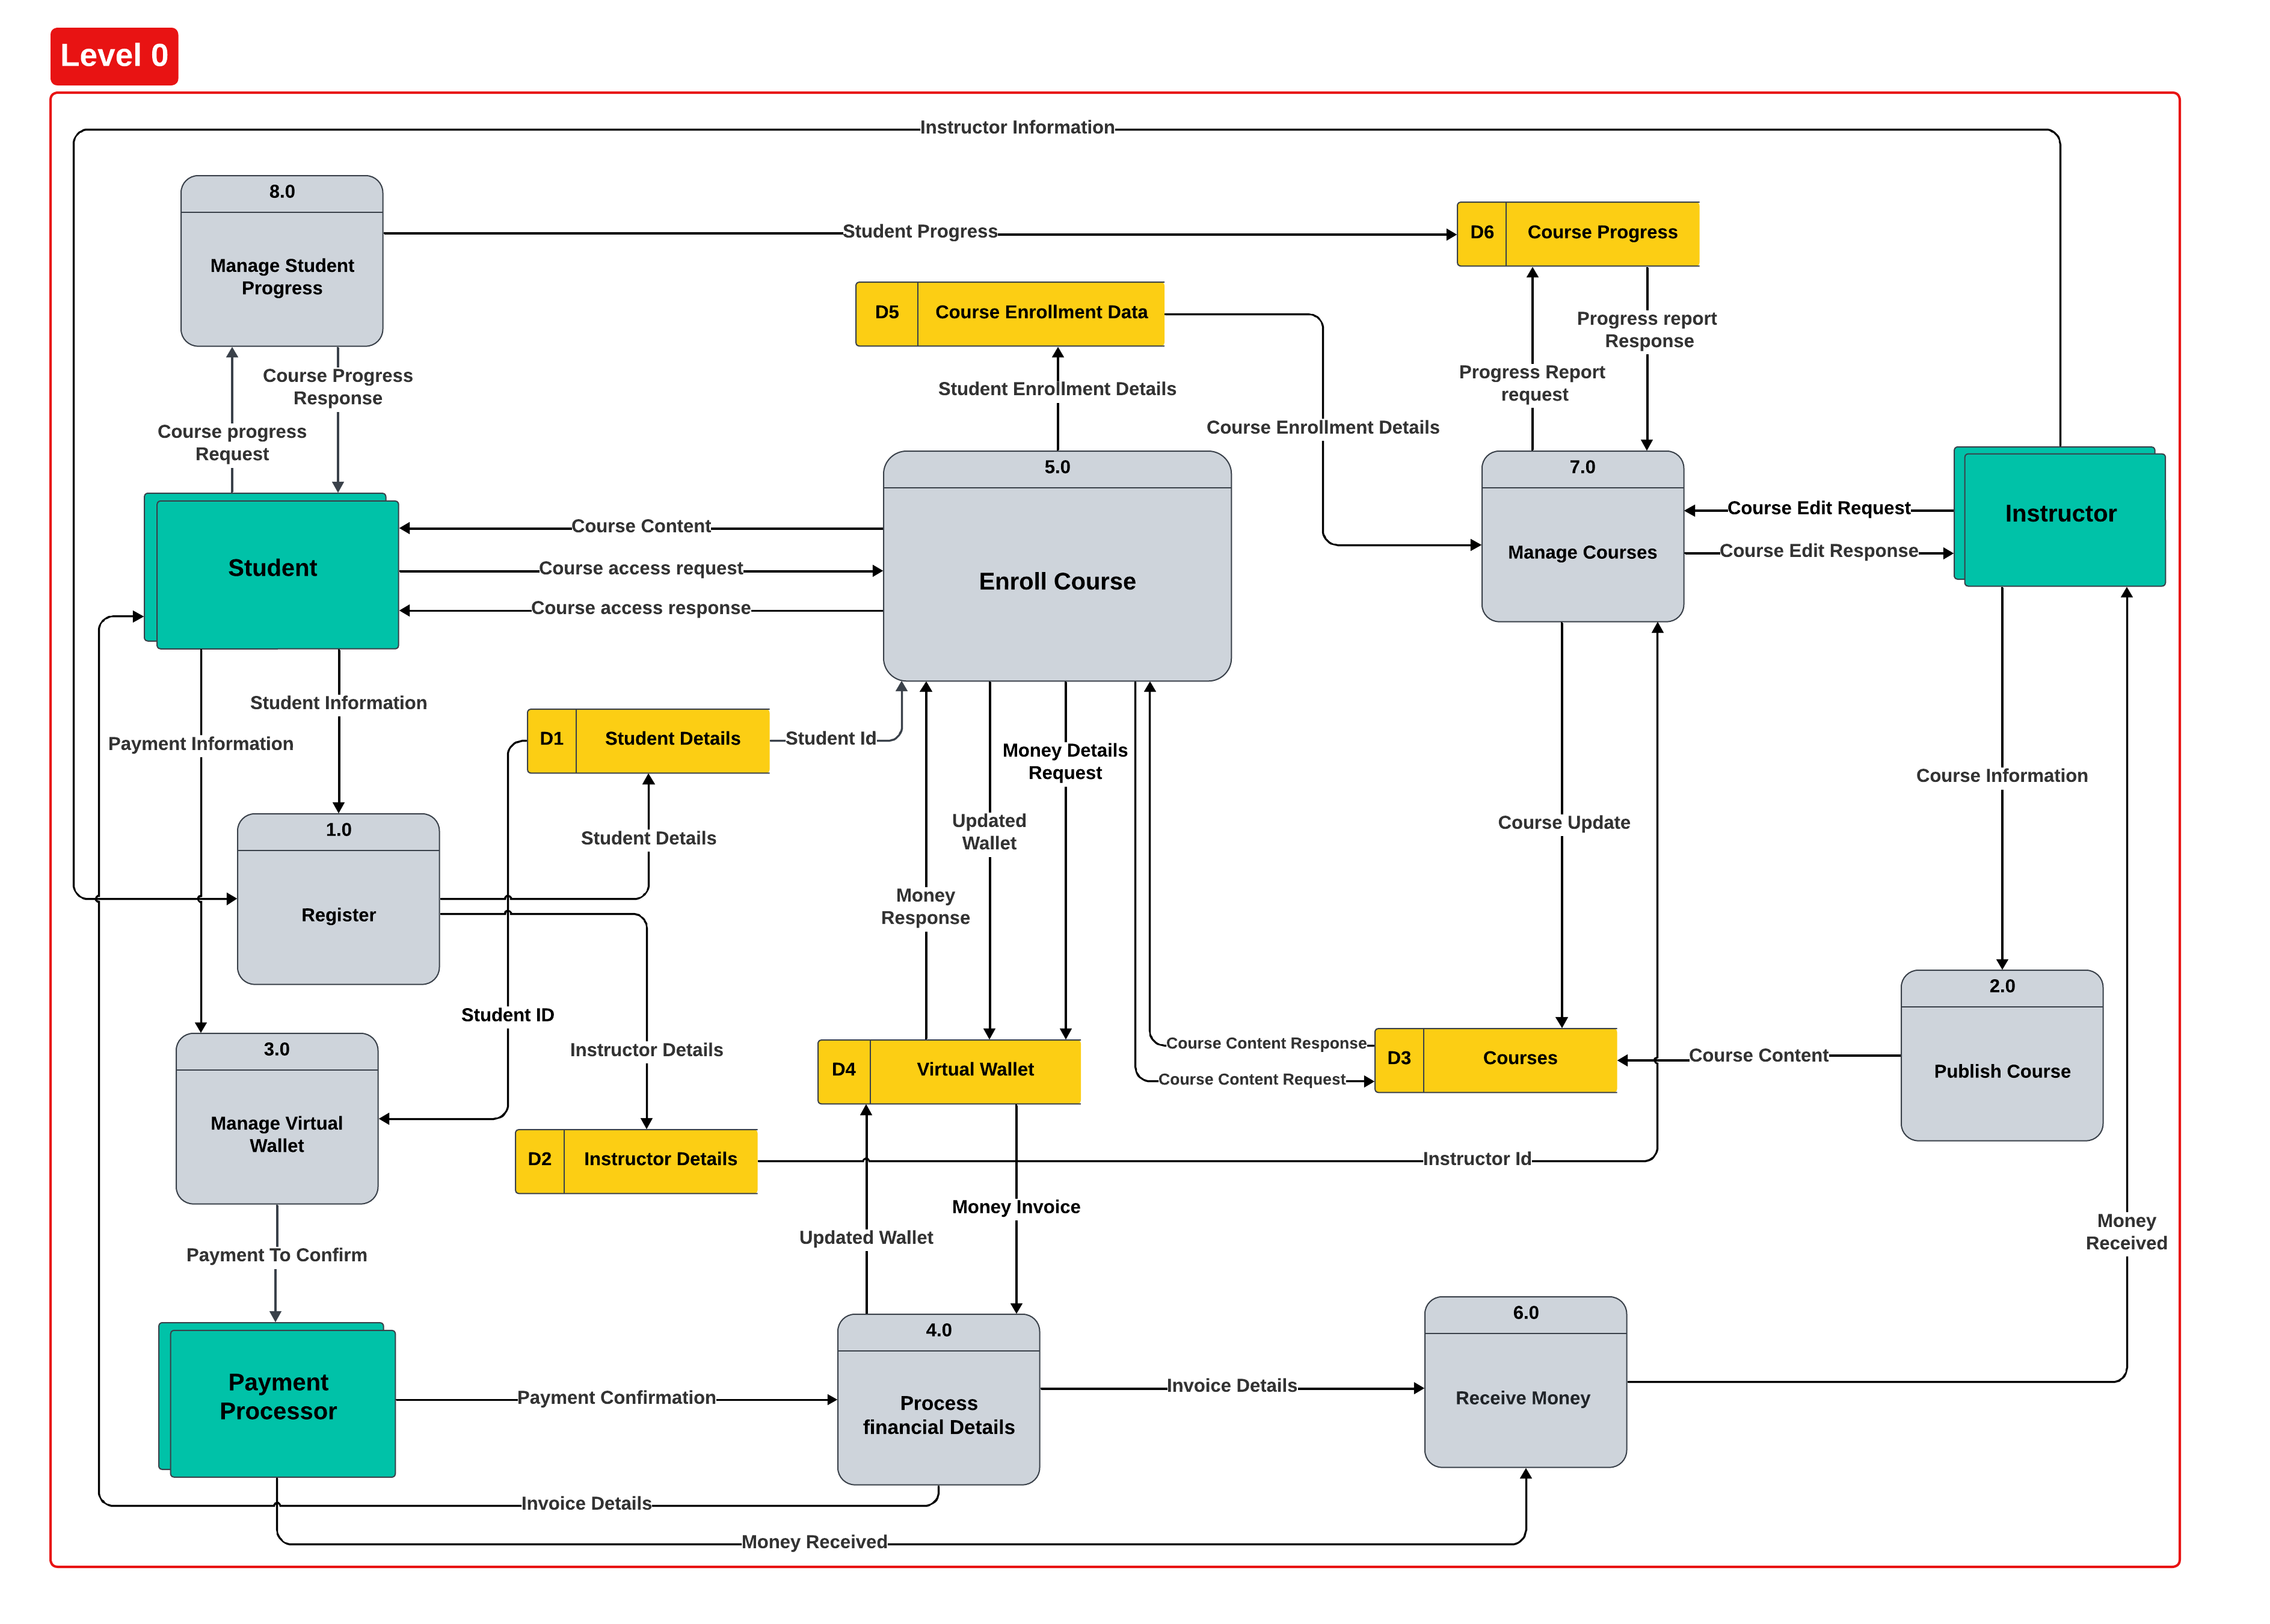 Level 0
Instructor Information
8.0
Manage Student
Progress
Student Progress
D6
Course Progress
D5
Course Enrollment Data
Progress report
Response
Course Progress
Response
Progress Report
request
Student Enrollment Details
Course Enrollment Details
Course progress
Request
5.0
Enroll Course
7.0
Manage Courses
Instructor
Course Edit Request
Course Edit Response
Student
Course Content
Course access request
Course access response
Student Information
Payment Information
D1
Student Details
Student Id
Money Details
Request
Course Information
Updated
Wallet
Course Update
1.0
Register
Student Details
Money
Response
2.0
Publish Course
Student ID
3.0
Manage Virtual
Wallet
Instructor Details
D4
Virtual Wallet
Course Content Response
Course Content Request
D3
Courses
Course Content
D2
Instructor Details
Instructor Id
Money Invoice
Updated Wallet
Money
Received
Payment To Confirm
4.0
Process
financial Details
6.0
Receive Money
Payment
Processor
Payment Confirmation
Invoice Details
Invoice Details
Money Received